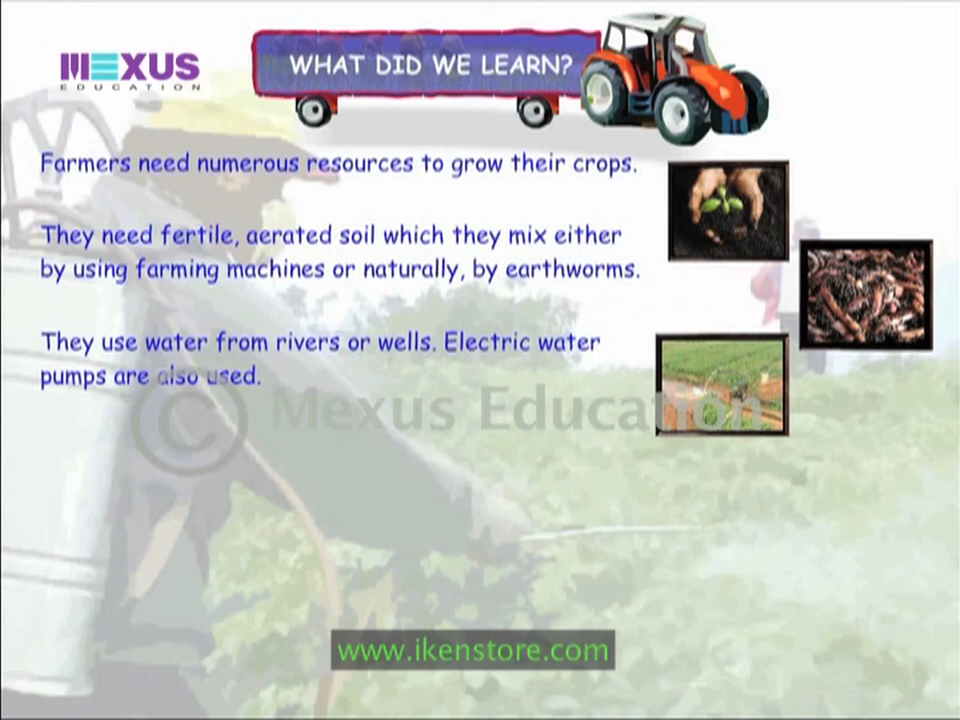 MEXUS
EDUCATION
WHAT DID WE LEARN?
Farmers need numerous resources to grow their crops.
They need fertile, aerated soil which they mix either
by using farming machines or naturally, by earthworms.
They use water from rivers or wells. Electric water
pumps are also used.
© Mexus Education
www.ikenstore.com